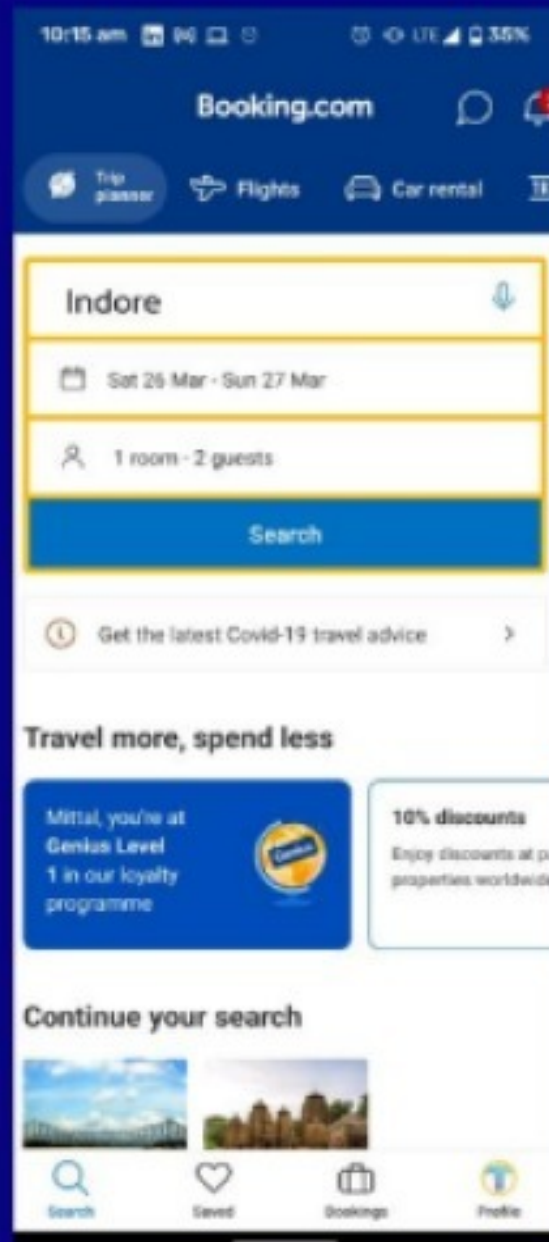 10:15 am LTE 35%
Booking.com
Trip
planner
Flights
Car rental
Indore
Sat 26 Mar - Sun 27 Mar
1 room - 2 guests
Search
Get the latest Covid-19 travel advice
Travel more, spend less
Mittal, you're at
Genius Level
1 in our loyalty
programme
Genius
10% discounts
Enjoy discounts at
properties worldwide
Continue your search
Search
Saved
Bookings
Profile